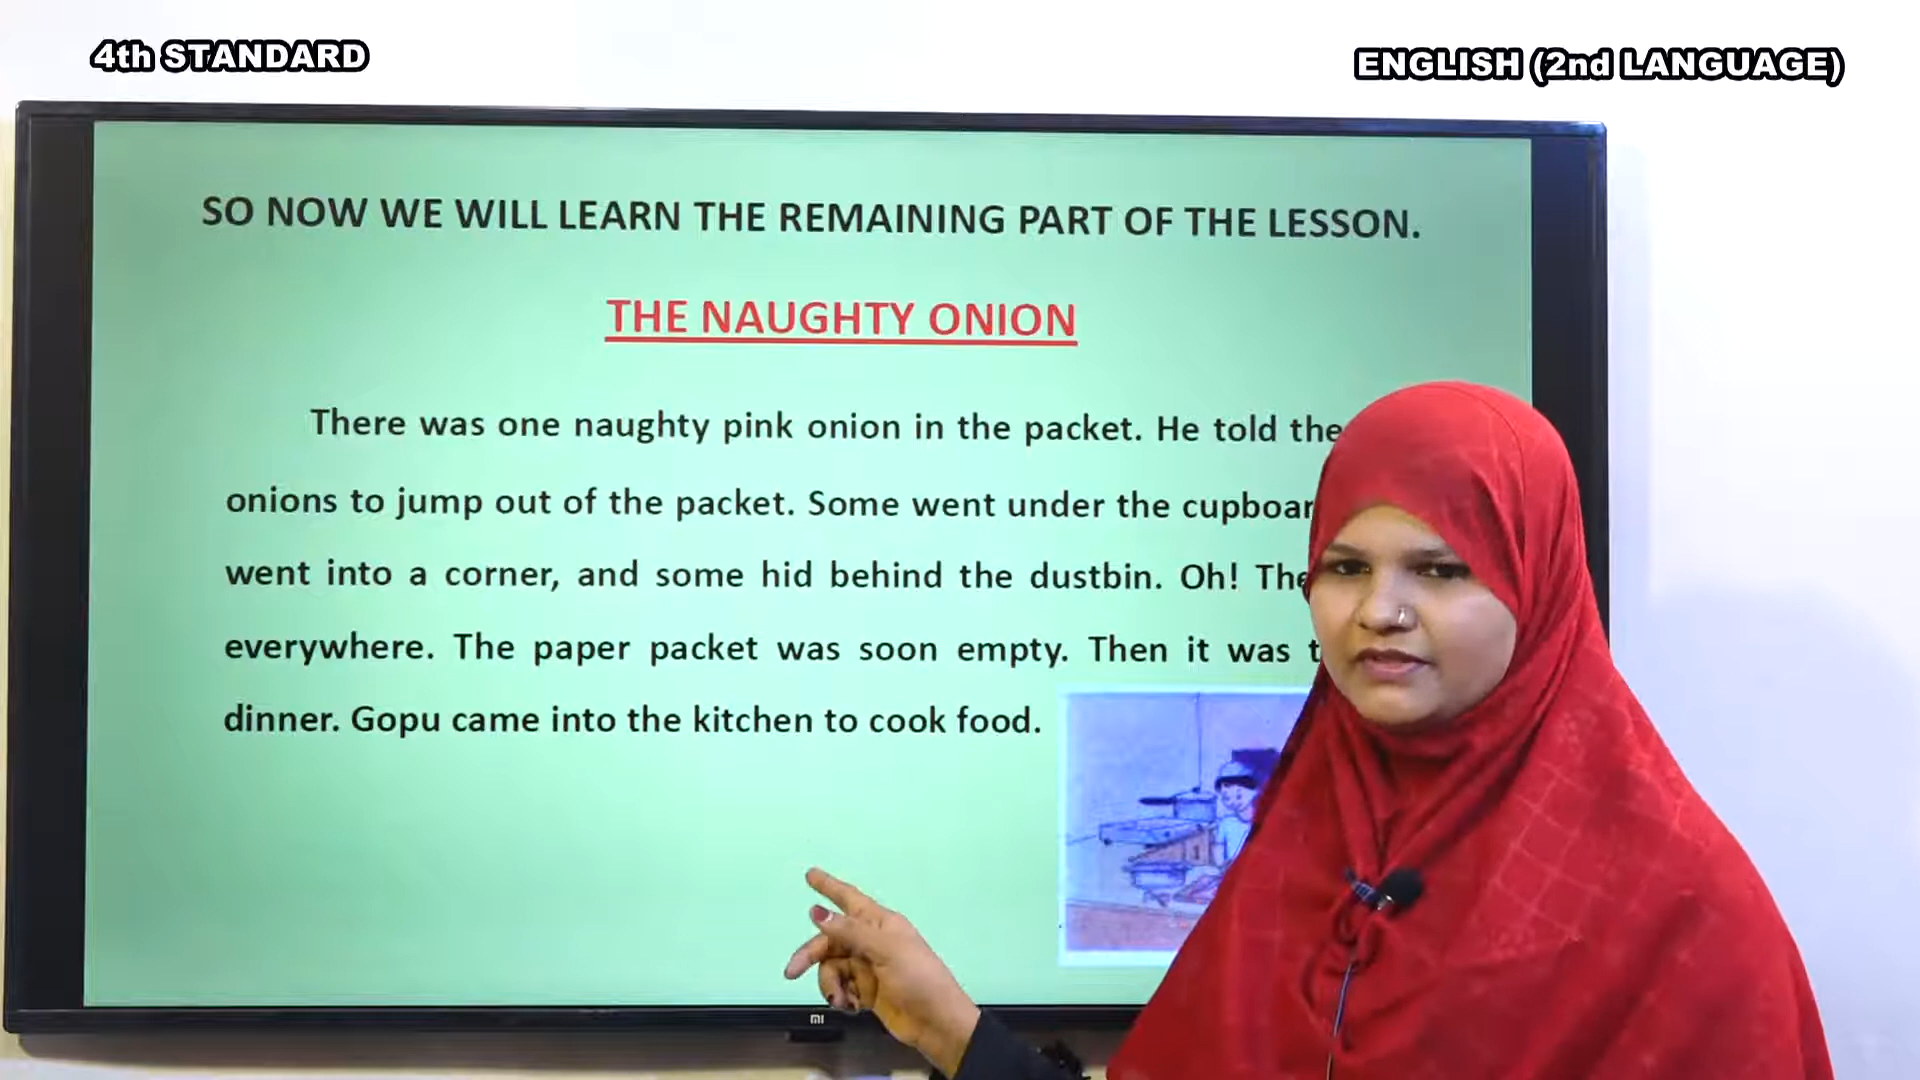 4th STANDARD
ENGLISH (2nd LANGUAGE)
SO NOW WE WILL LEARN THE REMAINING PART OF THE LESSON.
THE NAUGHTY ONION
There was one naughty pink onion in the packet. He told the
onions to jump out of the packet. Some went under the
went into a corner, and some hid behind the dustbin. Oh!
everywhere. The paper packet was soon empty. Then it was
dinner. Gopu came into the kitchen to cook food.
mi